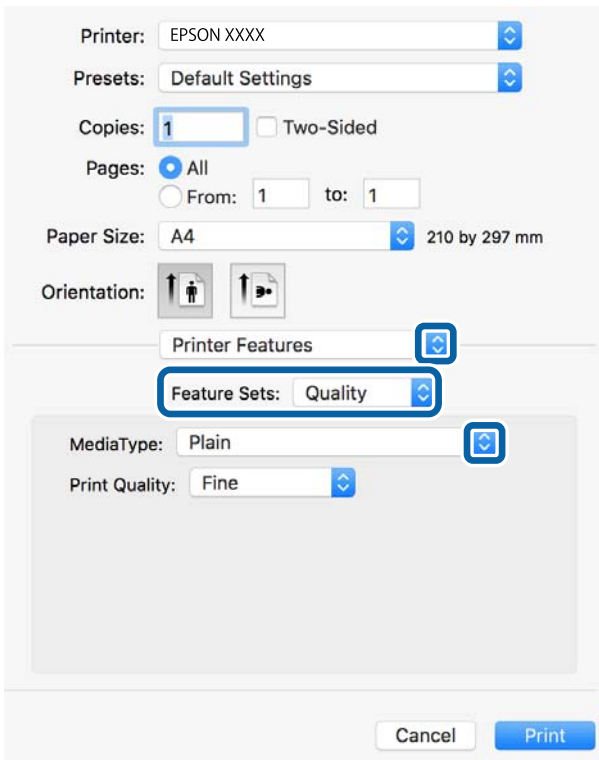 Printer: EPSON XXXX
Presets: Default Settings
Copies: 1 Two-Sided
Pages: All
From: 1 to: 1
Paper Size: A4 210 by 297 mm
Orientation:
Printer Features
Feature Sets: Quality
MediaType: Plain
Print Quality: Fine
Cancel Print